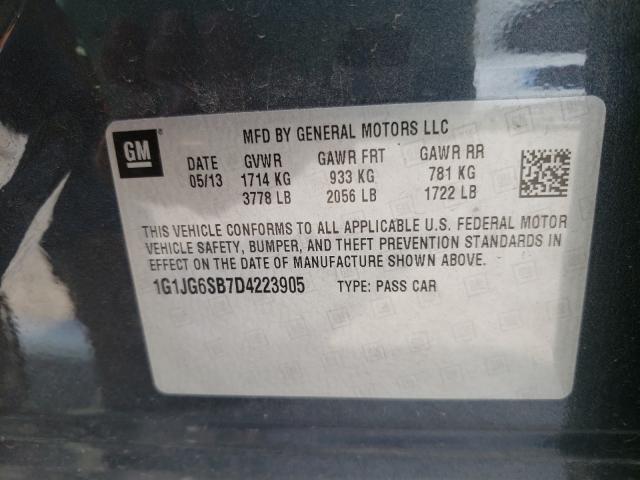 GM
MFD BY GENERAL MOTORS LLC
DATE GVWR GAWR FRT GAWR RR
05/13 1714 KG 933 KG 781 KG
3778 LB 2056 LB 1722 LB
THIS VEHICLE CONFORMS TO ALL APPLICABLE U.S. FEDERAL MOTOR
VEHICLE SAFETY, BUMPER, AND THEFT PREVENTION STANDARDS IN
EFFECT ON THE DATE OF MANUFACTURE SHOWN ABOVE.
1G1JG6SB7D4223905 TYPE: PASS CAR